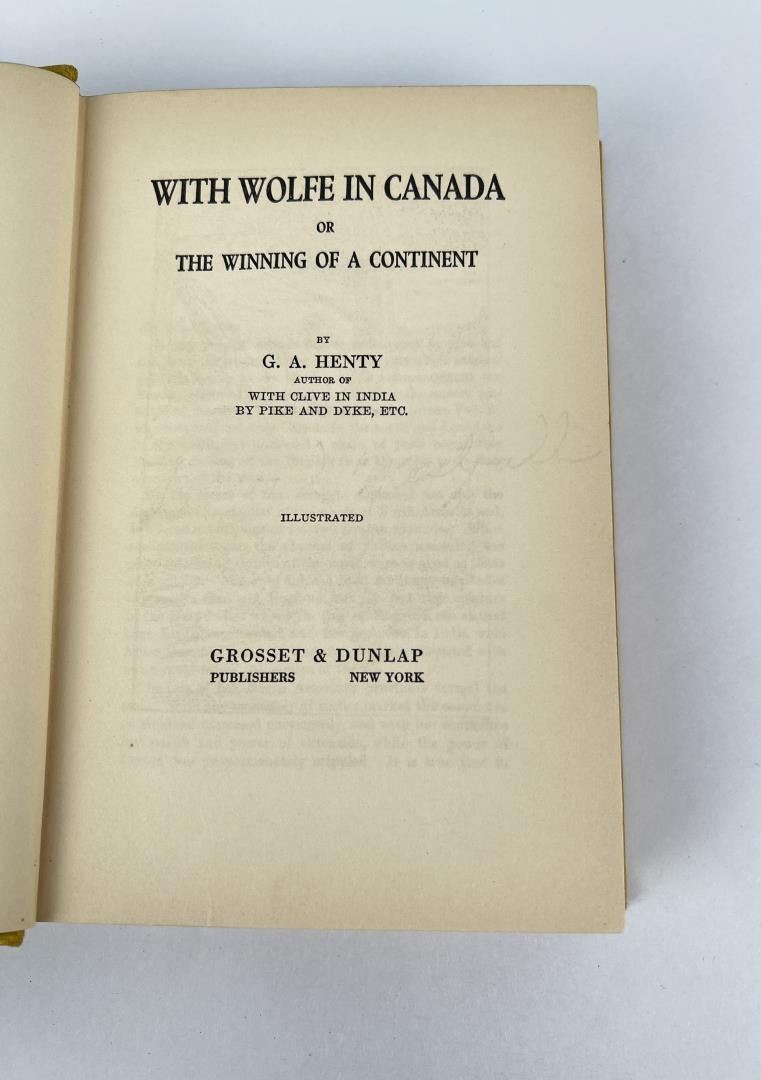 WITH WOLFE IN CANADA
OR
THE WINNING OF A CONTINENT
BY
G. A. HENTY
AUTHOR OF
WITH CLIVE IN INDIA
BY PIKE AND DYKE, ETC.
ILLUSTRATED
GROSSET & DUNLAP
PUBLISHERS NEW YORK